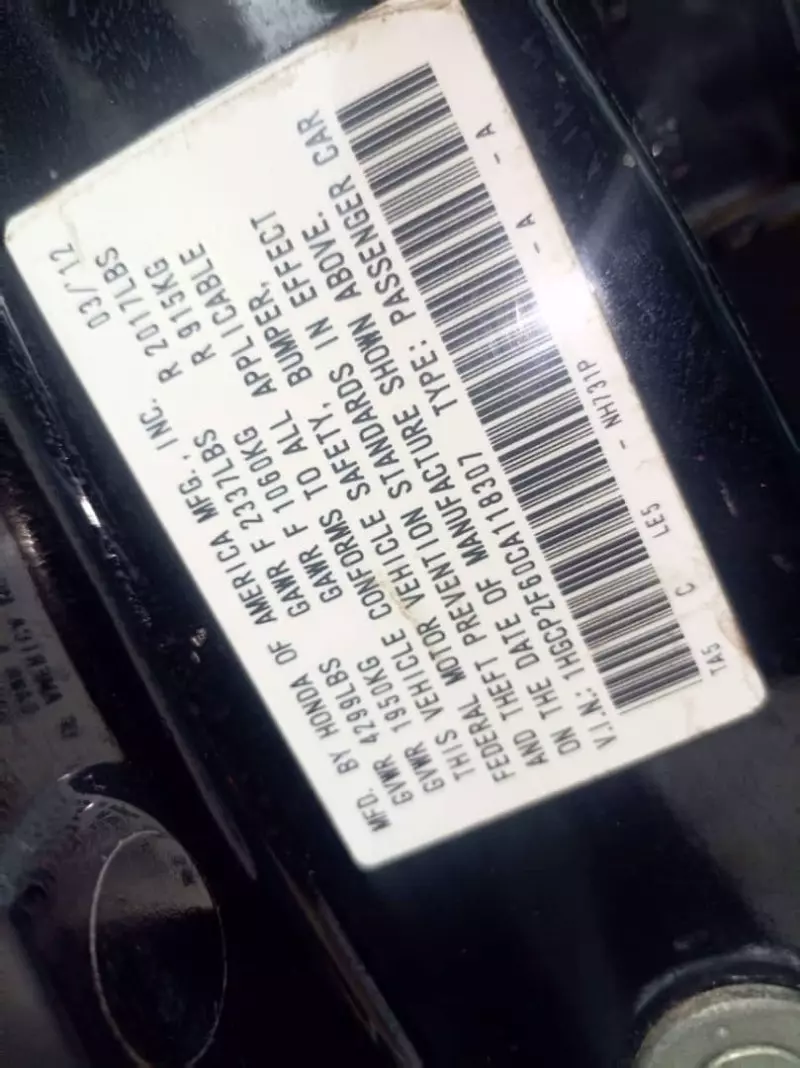 MFD. BY HONDA OF AMERICA MFG., INC. 03/12
GVWR 4299LBS GAWR F 2337LBS R 2017LBS
GVWR 1950KG GAWR F 1060KG R 915KG
THIS VEHICLE CONFORMS TO ALL APPLICABLE
FEDERAL MOTOR VEHICLE SAFETY, BUMPER,
AND THEFT PREVENTION STANDARDS IN EFFECT
ON THE DATE OF MANUFACTURE SHOWN ABOVE.
V.I.N.: 1HGCP2F60CA118307 TYPE: PASSENGER CAR
TA5 C LE5 - NH731P - A - A